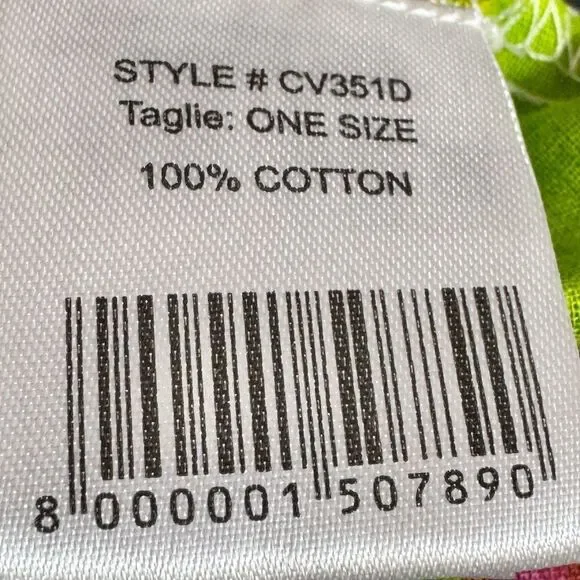 STYLE # CV351D
Taglie: ONE SIZE
100% COTTON
8 000001 507890